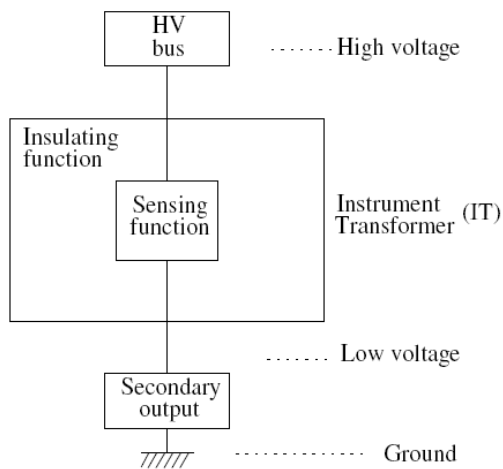 HV
bus
High voltage
Insulating
function
Sensing
function
Instrument
Transformer (IT)
Low voltage
Secondary
output
Ground